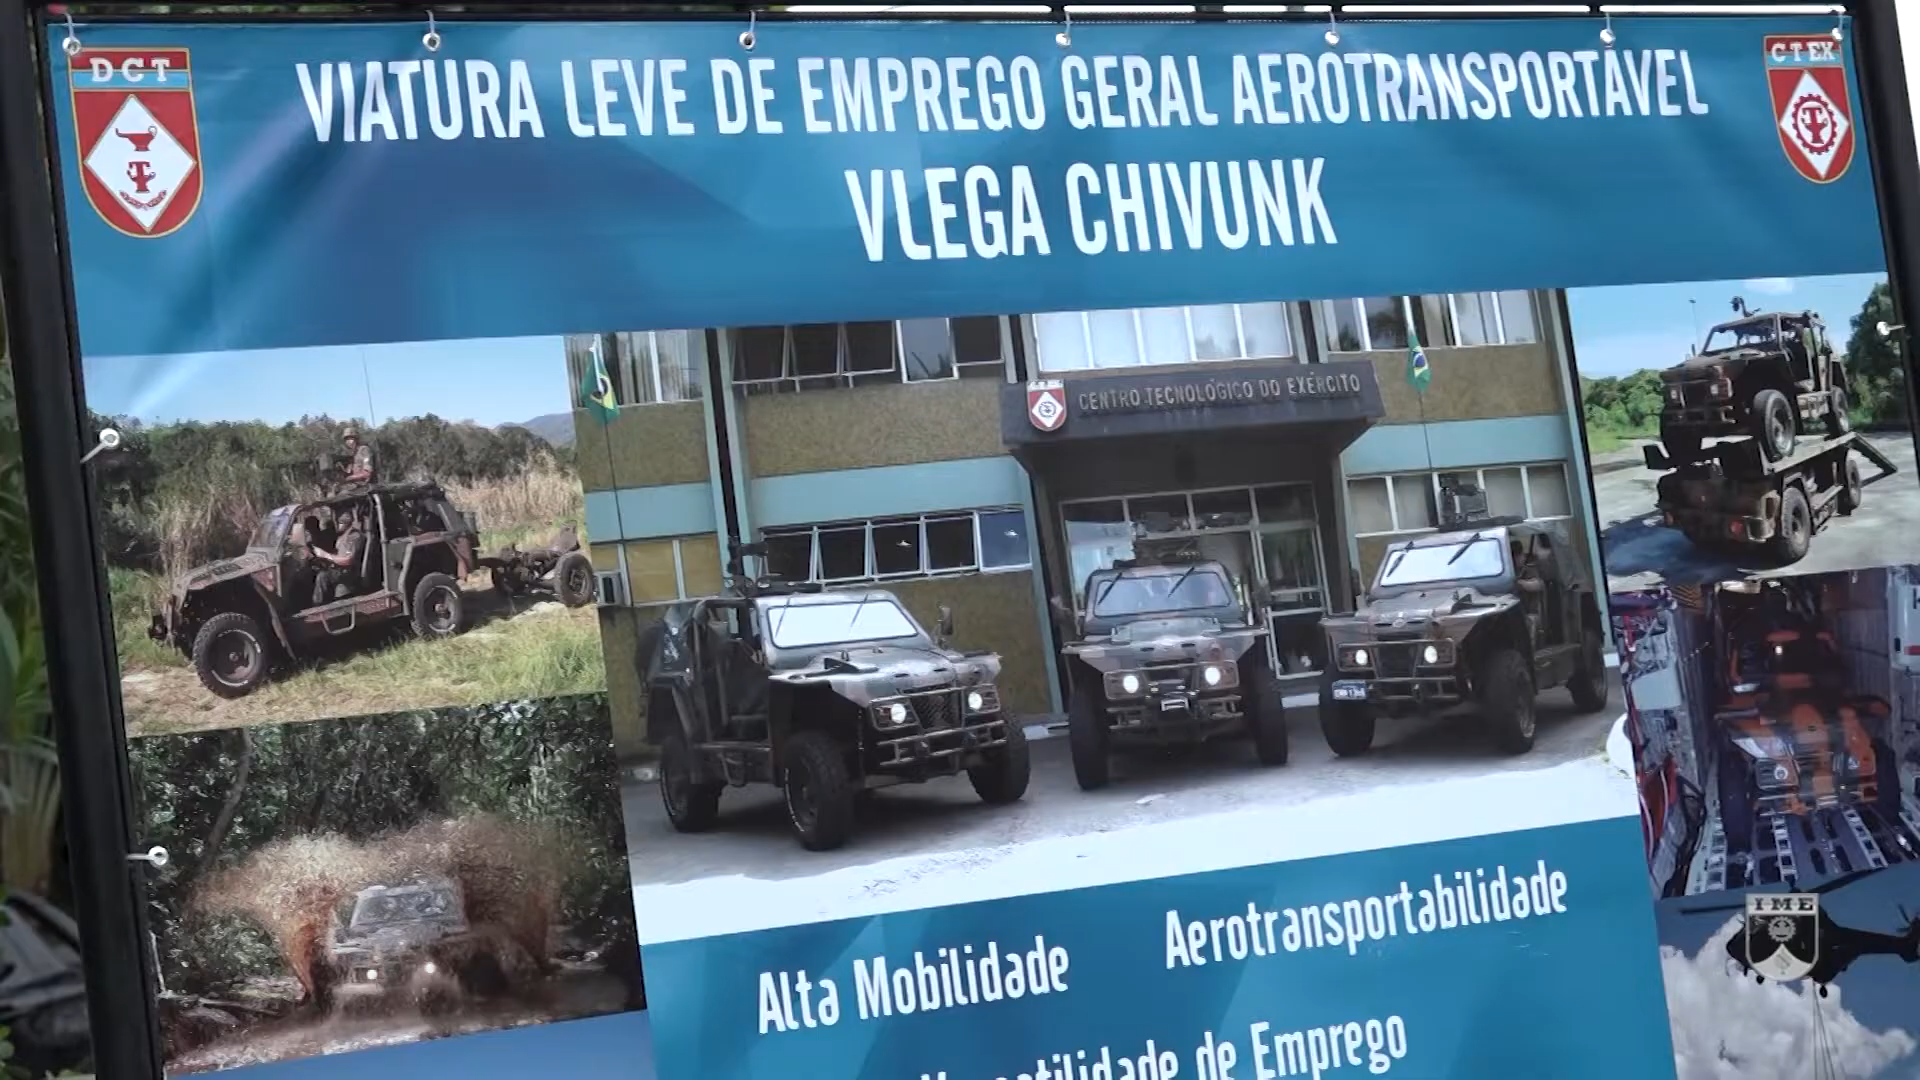 DCT
CTEX
VIATURA LEVE DE EMPREGO GERAL AEROTRANSPORTÁVEL
VLEGA CHIVUNK
CENTRO TECNOLÓGICO DO EXÉRCITO
Alta Mobilidade
Aerotransportabilidade
de Emprego
IME